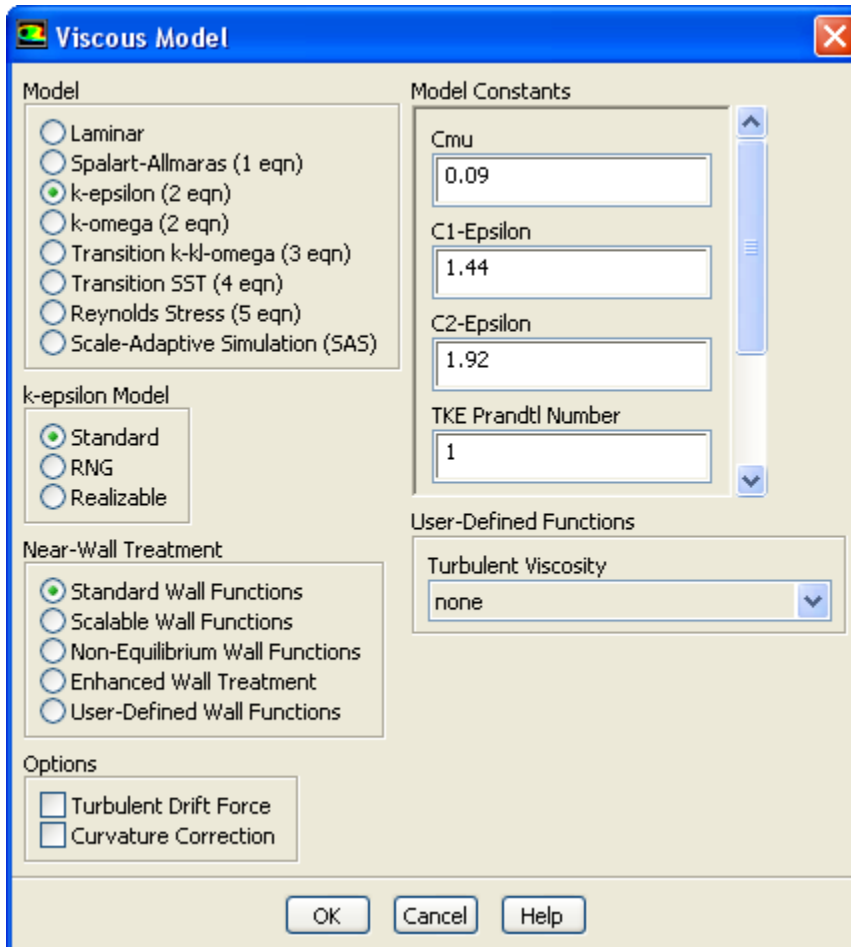 Viscous Model
Model
Laminar
Spalart-Allmaras (1 eqn)
k-epsilon (2 eqn)
k-omega (2 eqn)
Transition k-kl-omega (3 eqn)
Transition SST (4 eqn)
Reynolds Stress (5 eqn)
Scale-Adaptive Simulation (SAS)
k-epsilon Model
Standard
RNG
Realizable
Near-Wall Treatment
Standard Wall Functions
Scalable Wall Functions
Non-Equilibrium Wall Functions
Enhanced Wall Treatment
User-Defined Wall Functions
Options
Turbulent Drift Force
Curvature Correction
Model Constants
Cmu
0.09
C1-Epsilon
1.44
C2-Epsilon
1.92
TKE Prandtl Number
1
User-Defined Functions
Turbulent Viscosity
none
OK
Cancel
Help